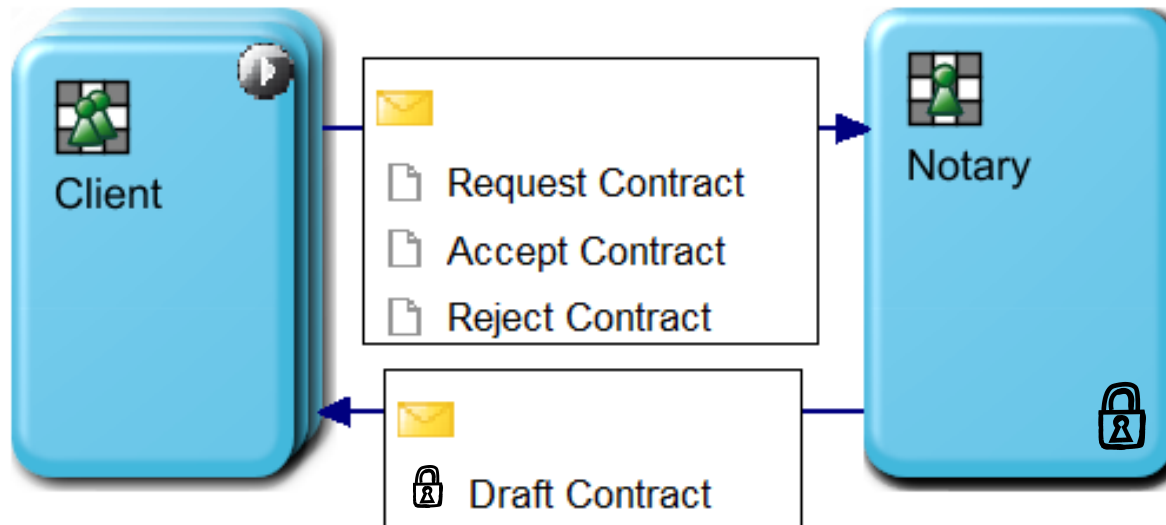 Client
Request Contract
Accept Contract
Reject Contract
Notary
Draft Contract